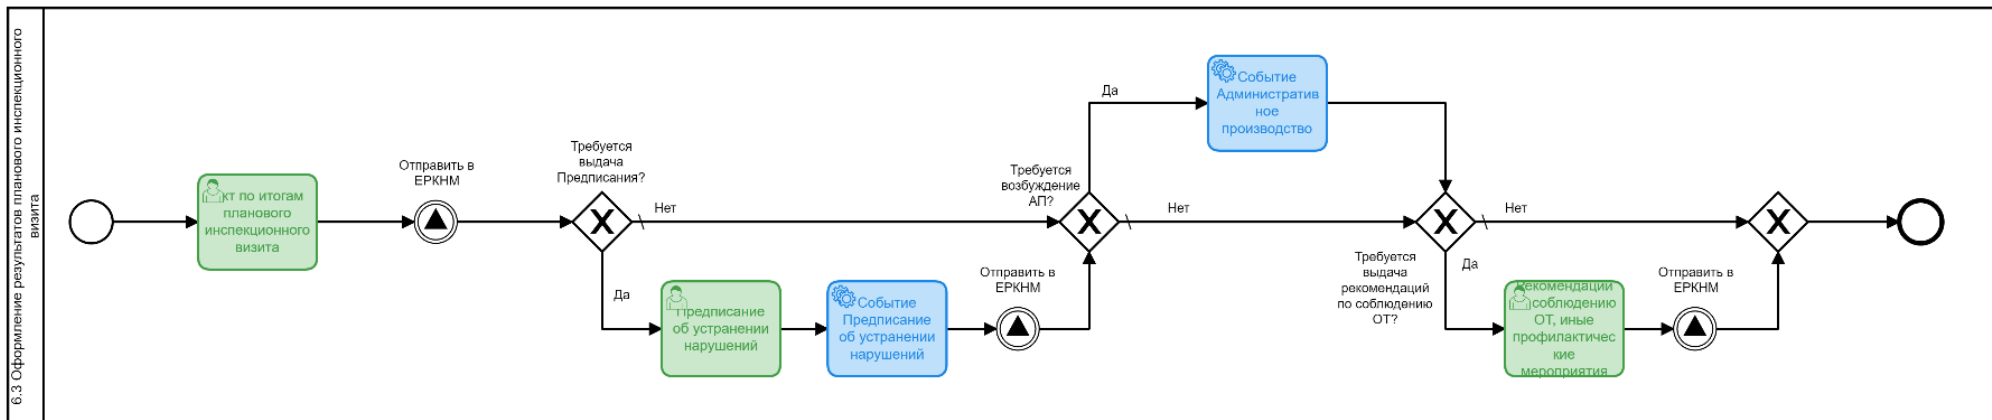 6.3 Оформление результатов планового инспекционного
визита
кт по итогам
планового
инспекционного
визита
Отправить в
ЕРКНМ
Требуется
выдача
Предписания?
Нет
Да
Предписание
об устранении
нарушений
Событие
Предписание
об устранении
нарушений
Отправить в
ЕРКНМ
Требуется
возбуждение
АП?
Да
Нет
Событие
Административ
ное
производство
Требуется
выдача
рекомендаций
по соблюдению
ОТ?
Нет
Да
Рекомендации
соблюдению
ОТ, иные
профилактичес
кие
мероприятия
Отправить в
ЕРКНМ